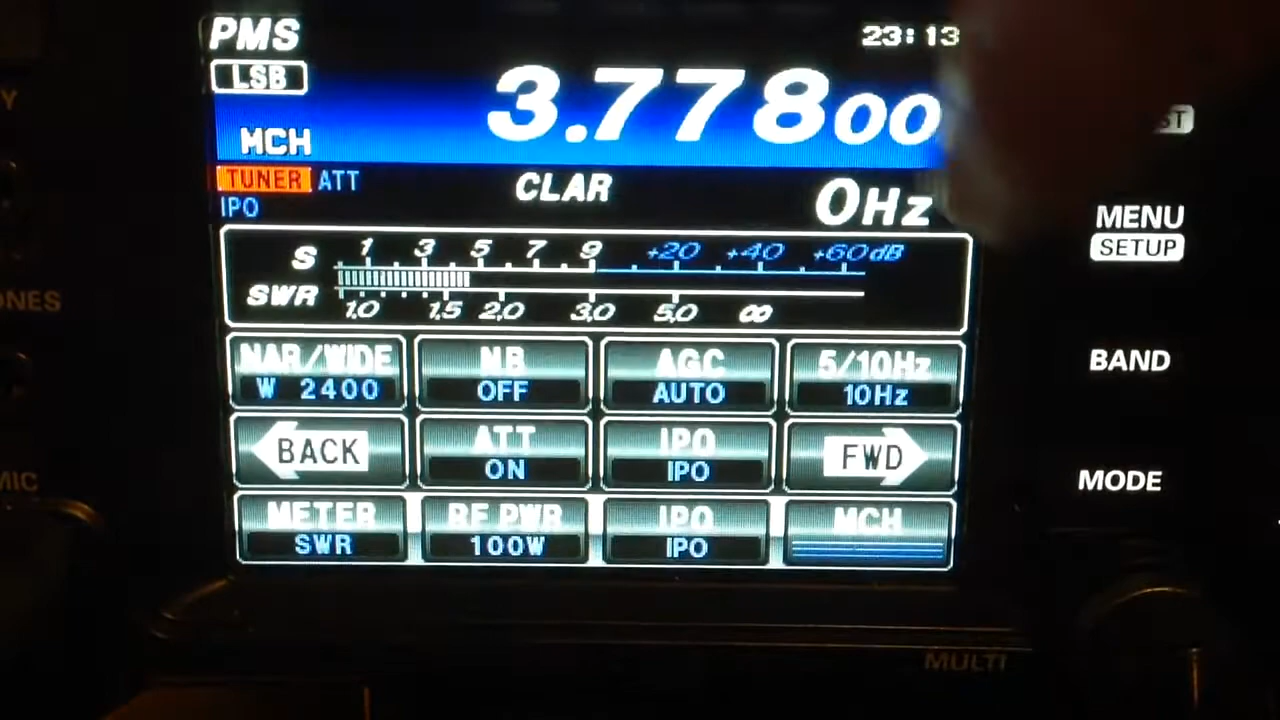 PMS 23:13
LSB 3.77800
MCH
TUNER ATT CLAR 0Hz
IPO
S 1 3 5 7 9 +20 +40 +60dB
SWR 1.0 1.5 2.0 3.0 5.0 ∞
NAR/WIDE NB AGC 5/10Hz
W 2400 OFF AUTO 10Hz
BACK ATT IPO FWD
ON IPO
METER RF PWR IPO MCH
SWR 100W IPO
MENU
SETUP
BAND
MODE
MULTI